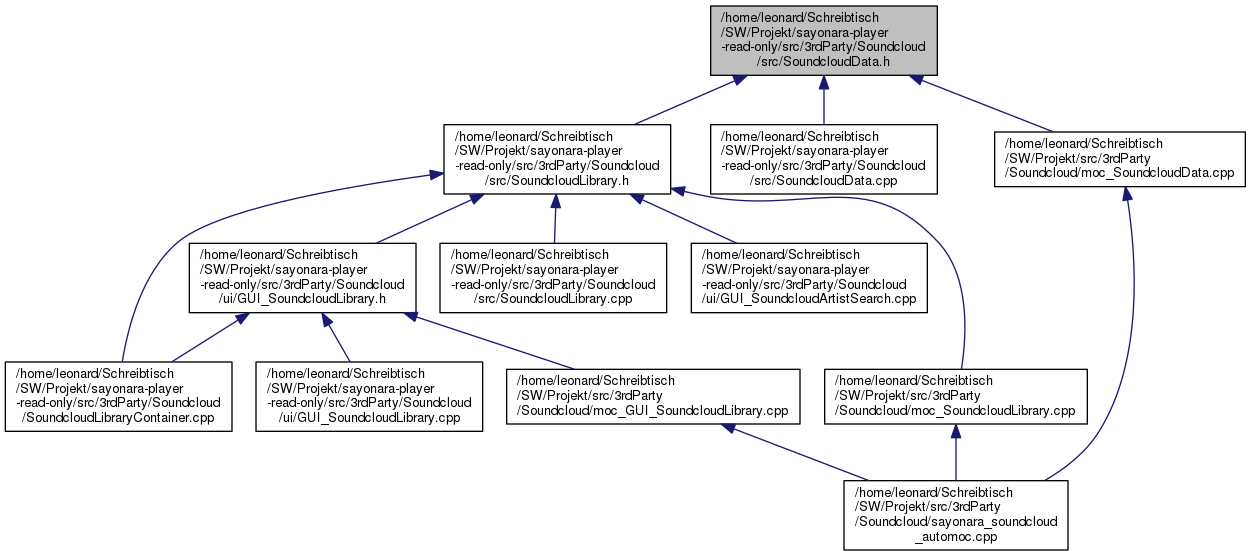 /home/leonard/Schreibtisch
/SW/Projekt/sayonara-player
-read-only/src/3rdParty/Soundcloud
/src/SoundcloudData.h
/home/leonard/Schreibtisch
/SW/Projekt/sayonara-player
-read-only/src/3rdParty/Soundcloud
/src/SoundcloudLibrary.h
/home/leonard/Schreibtisch
/SW/Projekt/sayonara-player
-read-only/src/3rdParty/Soundcloud
/src/SoundcloudData.cpp
/home/leonard/Schreibtisch
/SW/Projekt/src/3rdParty
/Soundcloud/moc_SoundcloudData.cpp
/home/leonard/Schreibtisch
/SW/Projekt/sayonara-player
-read-only/src/3rdParty/Soundcloud
/ui/GUI_SoundcloudLibrary.h
/home/leonard/Schreibtisch
/SW/Projekt/sayonara-player
-read-only/src/3rdParty/Soundcloud
/src/SoundcloudLibrary.cpp
/home/leonard/Schreibtisch
/SW/Projekt/sayonara-player
-read-only/src/3rdParty/Soundcloud
/ui/GUI_SoundcloudArtistSearch.cpp
/home/leonard/Schreibtisch
/SW/Projekt/sayonara-player
-read-only/src/3rdParty/Soundcloud
/SoundcloudLibraryContainer.cpp
/home/leonard/Schreibtisch
/SW/Projekt/sayonara-player
-read-only/src/3rdParty/Soundcloud
/ui/GUI_SoundcloudLibrary.cpp
/home/leonard/Schreibtisch
/SW/Projekt/src/3rdParty
/Soundcloud/moc_GUI_SoundcloudLibrary.cpp
/home/leonard/Schreibtisch
/SW/Projekt/src/3rdParty
/Soundcloud/moc_SoundcloudLibrary.cpp
/home/leonard/Schreibtisch
/SW/Projekt/src/3rdParty
/Soundcloud/sayonara_soundcloud
_automoc.cpp